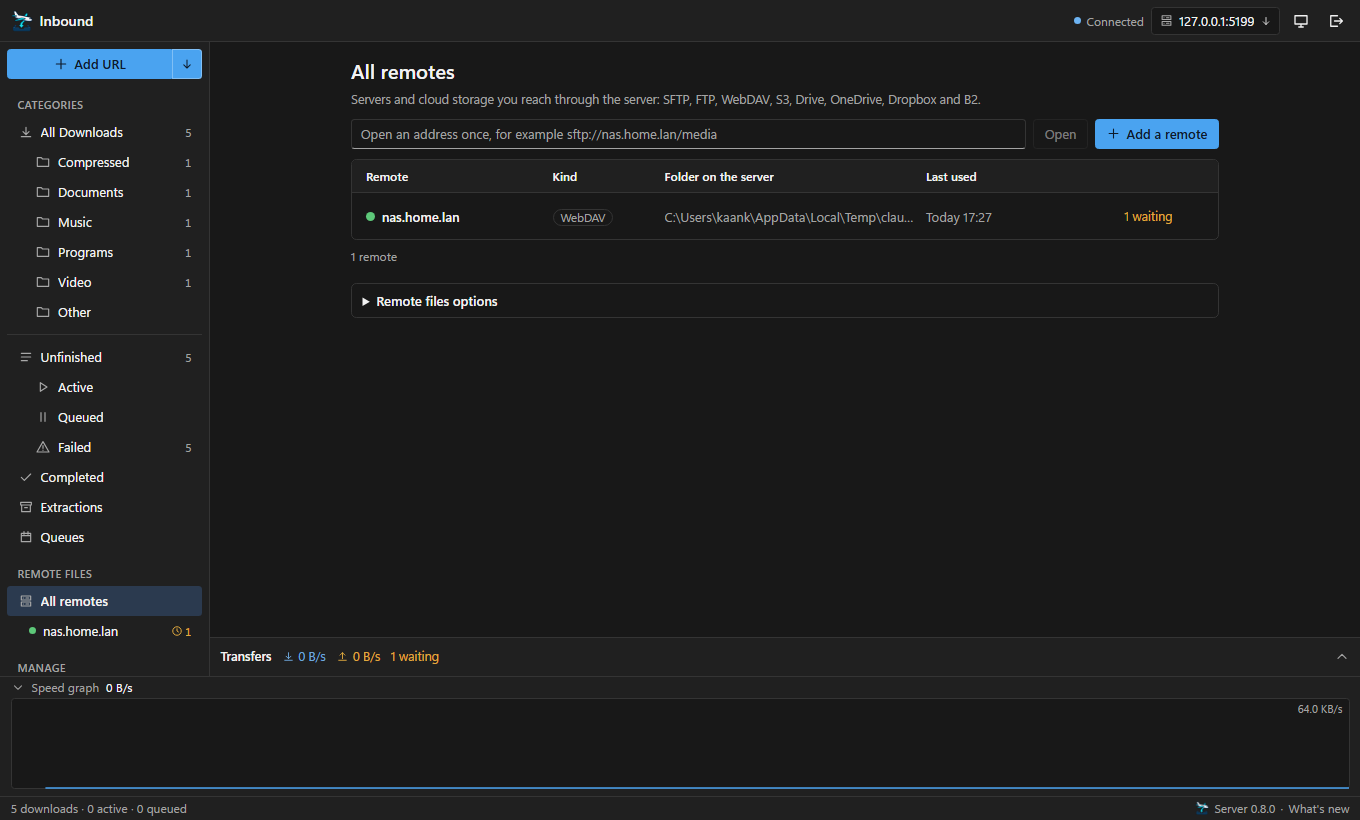 Inbound
Connected
127.0.0.1:5199
Add URL
CATEGORIES
All Downloads 5
Compressed 1
Documents 1
Music 1
Programs 1
Video 1
Other
Unfinished 5
Active
Queued
Failed 5
Completed
Extractions
Queues
REMOTE FILES
All remotes
nas.home.lan 1
MANAGE
All remotes
Servers and cloud storage you reach through the server: SFTP, FTP, WebDAV, S3, Drive, OneDrive, Dropbox and B2.
Open an address once, for example sftp://nas.home.lan/media Open Add a remote
Remote Kind Folder on the server Last used
nas.home.lan WebDAV C:\Users\kaank\AppData\Local\Temp\clau... Today 17:27 1 waiting
1 remote
Remote files options
Transfers 0 B/s 0 B/s 1 waiting
Speed graph 0 B/s
64.0 KB/s
5 downloads · 0 active · 0 queued
Server 0.8.0 · What's new